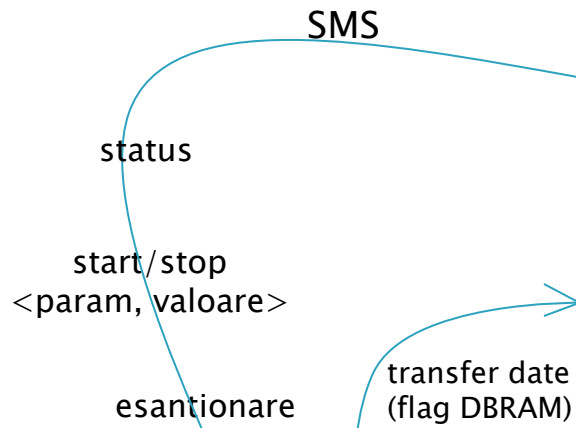 SMS
status
start/stop
<param, valoare>
transfer date
(flag DBRAM)
esantionare